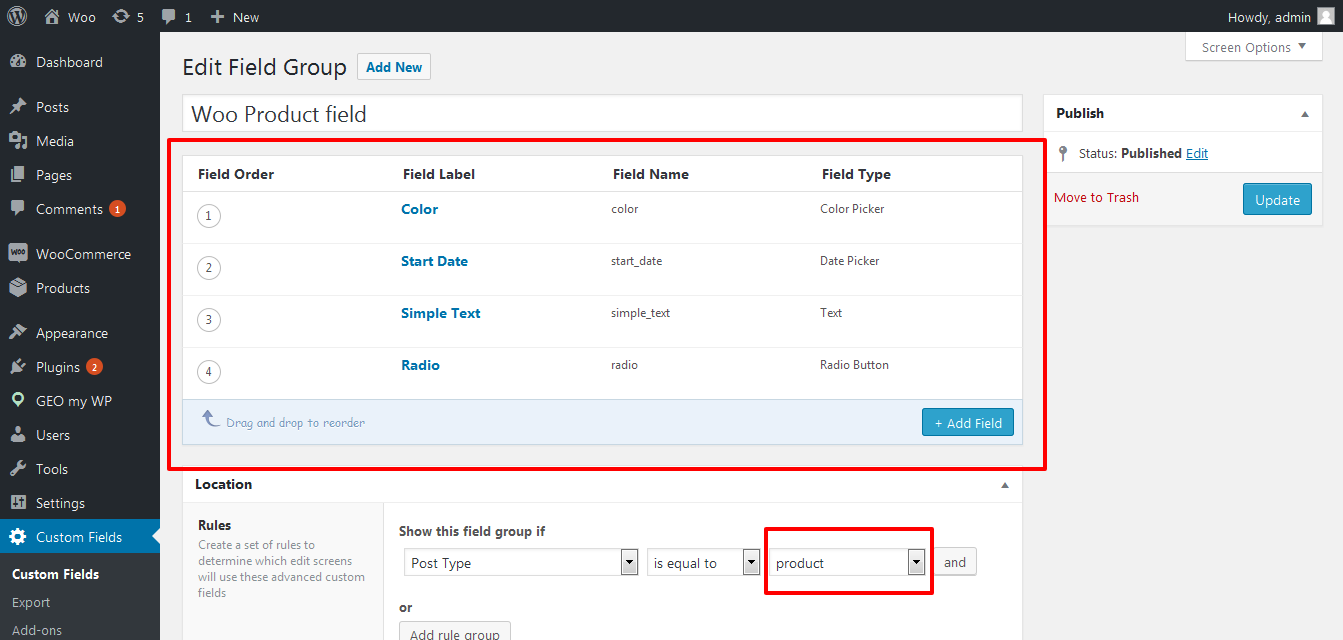 Woo 5 1 + New Howdy, admin
Screen Options ▼
Dashboard
Posts
Media
Pages
Comments 1
WooCommerce
Products
Appearance
Plugins 2
GEO my WP
Users
Tools
Settings
Custom Fields
Custom Fields
Export
Add-ons
Edit Field Group Add New
Woo Product field
Field Order Field Label Field Name Field Type
1 Color color Color Picker
2 Start Date start_date Date Picker
3 Simple Text simple_text Text
4 Radio radio Radio Button
Drag and drop to reorder + Add Field
Location
Rules
Create a set of rules to
determine which edit screens
will use these advanced custom
fields
Show this field group if
Post Type is equal to product and
or
Add rule group
Publish
Status: Published Edit
Move to Trash Update